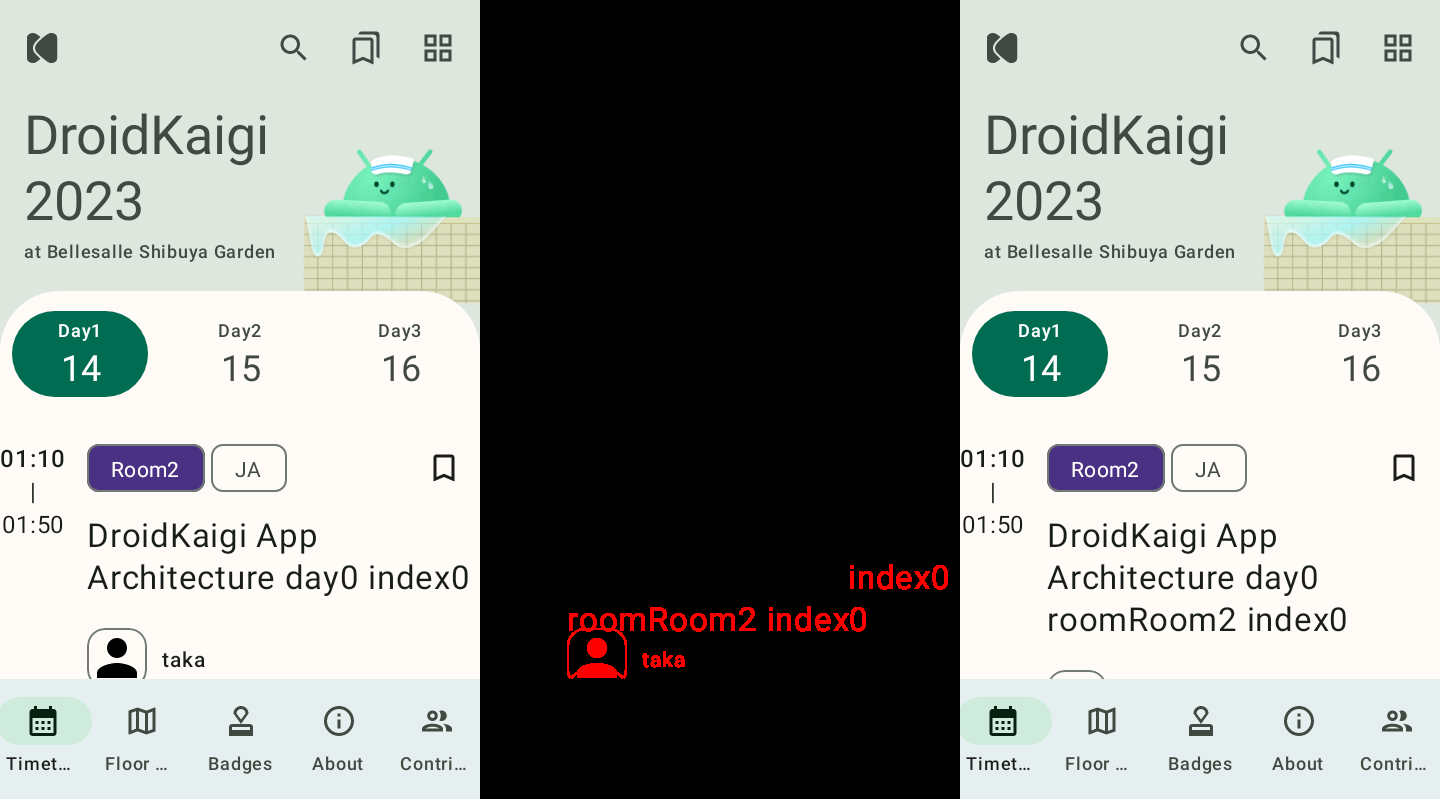 DroidKaigi
2023
at Bellesalle Shibuya Garden
Day1
14
Day2
15
Day3
16
01:10
|
01:50
Room2
JA
DroidKaigi App
Architecture day0 index0
taka
Timet...
Floor ...
Badges
About
Contri...
index0
roomRoom2 index0
taka
DroidKaigi
2023
at Bellesalle Shibuya Garden
Day1
14
Day2
15
Day3
16
01:10
|
01:50
Room2
JA
DroidKaigi App
Architecture day0
roomRoom2 index0
Timet...
Floor ...
Badges
About
Contri...